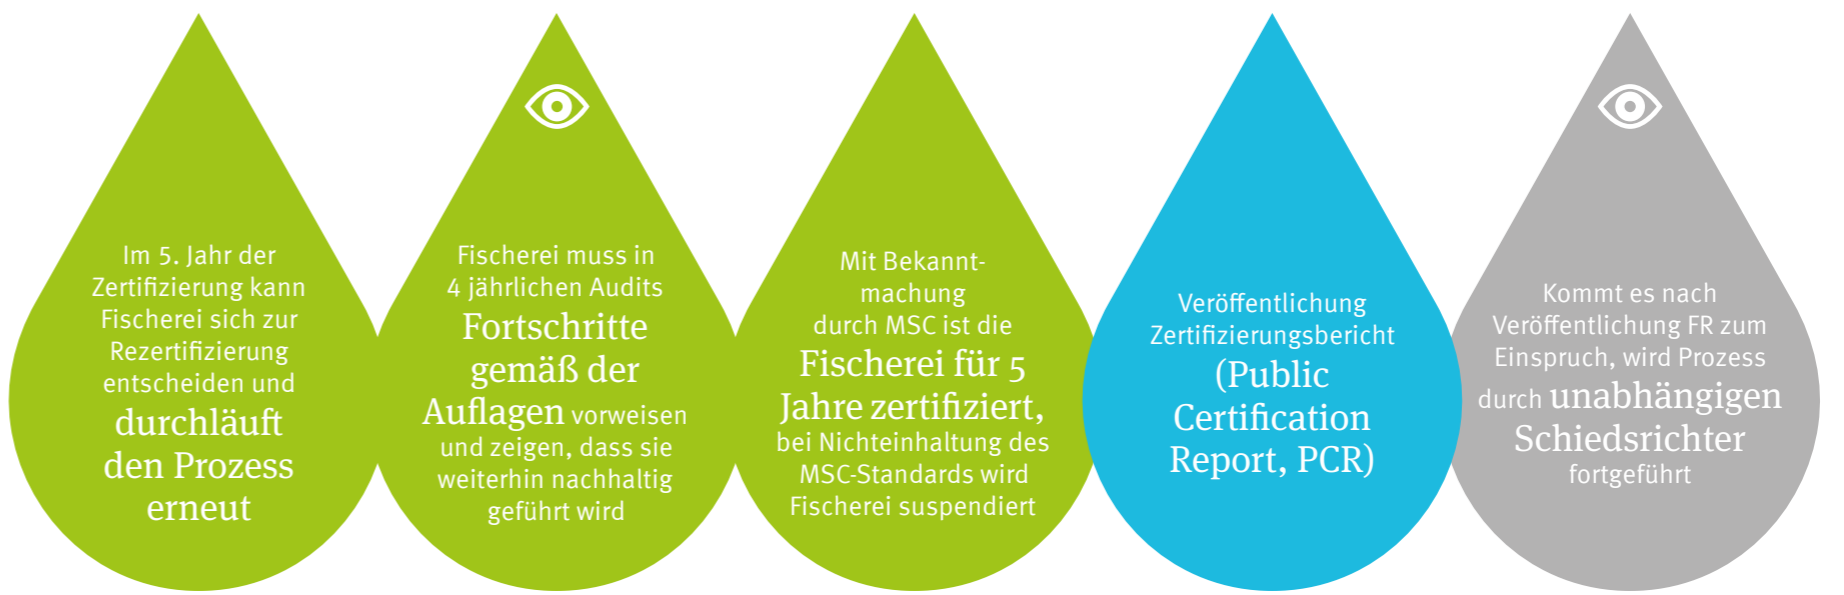 Im 5. Jahr der
Zertifizierung kann
Fischerei sich zur
Rezertifizierung
entscheiden und
durchläuft
den Prozess
erneut
Fischerei muss in
4 jährlichen Audits
Fortschritte
gemäß der
Auflagen vorweisen
und zeigen, dass sie
weiterhin nachhaltig
geführt wird
Mit Bekannt-
machung
durch MSC ist die
Fischerei für 5
Jahre zertifiziert,
bei Nichteinhaltung des
MSC-Standards wird
Fischerei suspendiert
Veröffentlichung
Zertifizierungsbericht
(Public
Certification
Report, PCR)
Kommt es nach
Veröffentlichung FR zum
Einspruch, wird Prozess
durch unabhängigen
Schiedsrichter
fortgeführt